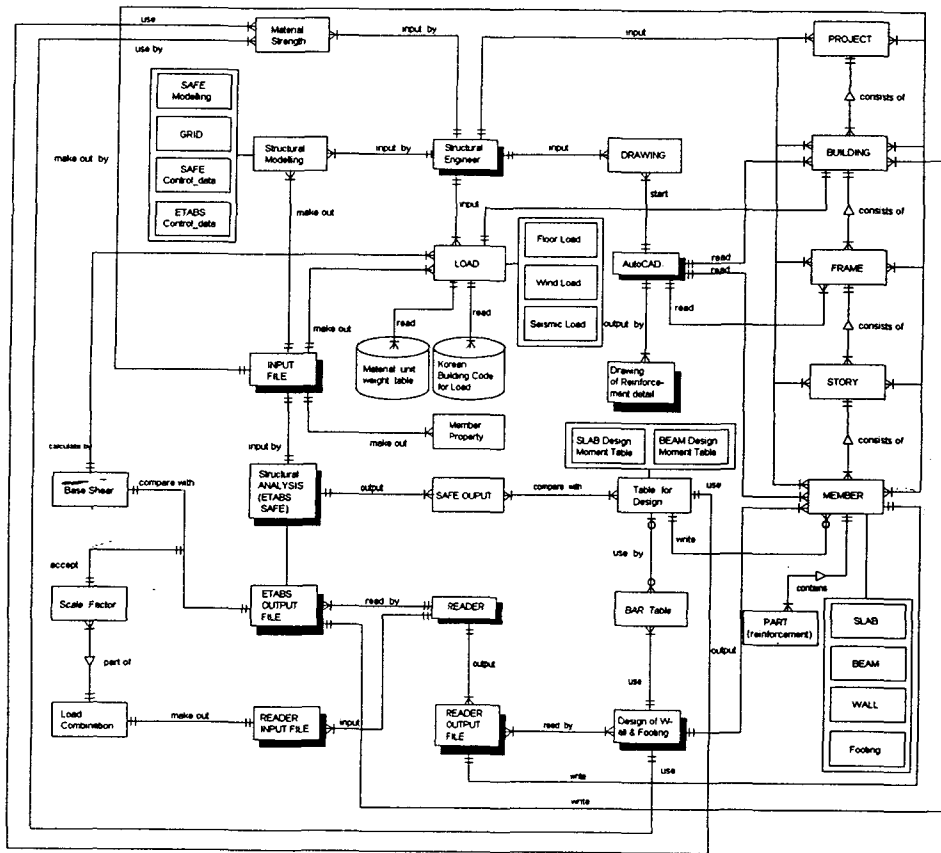 use
Material
Strength
input by
input
PROJECT
use by
SAFE
Modelling
GRID
SAFE
Control_data
ETABS
Control_data
consists of
make out by
Structural
Modelling
input by
Structural
Engineer
input
DRAWING
BUILDING
make out
input
start
consists of
LOAD
Floor Load
Wind Load
Seismic Load
AutoCAD
read
read
FRAME
read
make out
read
read
output by
consists of
INPUT
FILE
Material unit
weight table
Korean
Building Code
for Load
Drawing
of Reinforce-
ment detail
STORY
Member
Property
make out
input by
calculate by
SLAB Design
Moment Table
BEAM Design
Moment Table
consists of
Base Shear
compare with
Structural
ANALYSIS
(ETABS
SAFE)
output
SAFE OUPUT
compare with
Table for
Design
use
MEMBER
write
use by
accept
contains
Scale Factor
ETABS
OUTPUT
FILE
read by
READER
BAR Table
PART
(reinforcement)
SLAB
BEAM
WALL
Footing
output
output
part of
use
Load
Combination
make out
READER
INPUT FILE
input
READER
OUTPUT
FILE
read by
Design of W-
all & Footing
use
write
write